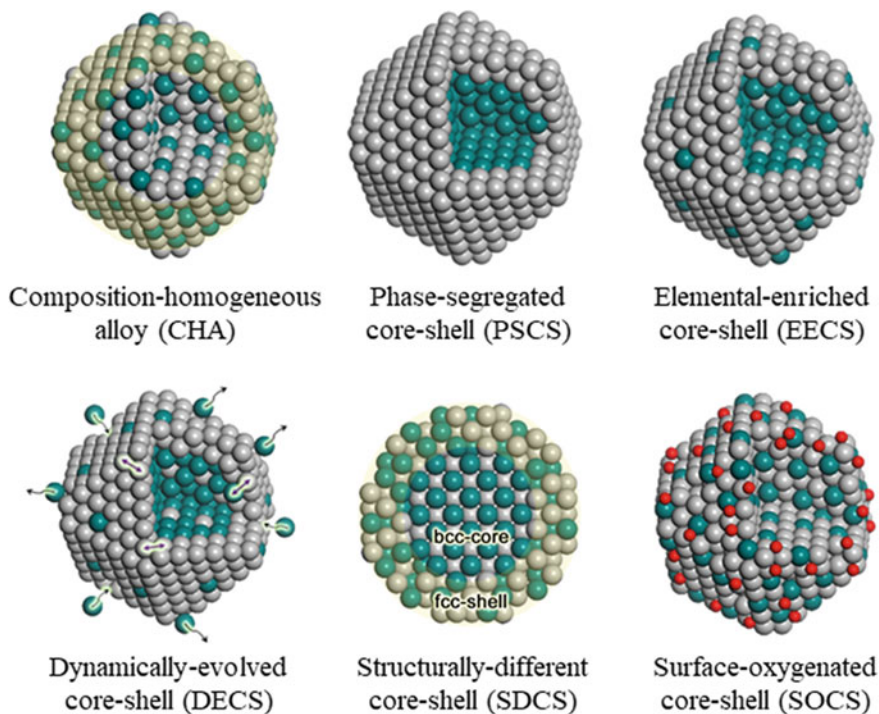 Composition-homogeneous
alloy (CHA)
Phase-segregated
core-shell (PSCS)
Elemental-enriched
core-shell (EECS)
bcc-core
fcc-shell
Dynamically-evolved
core-shell (DECS)
Structurally-different
core-shell (SDCS)
Surface-oxygenated
core-shell (SOCS)